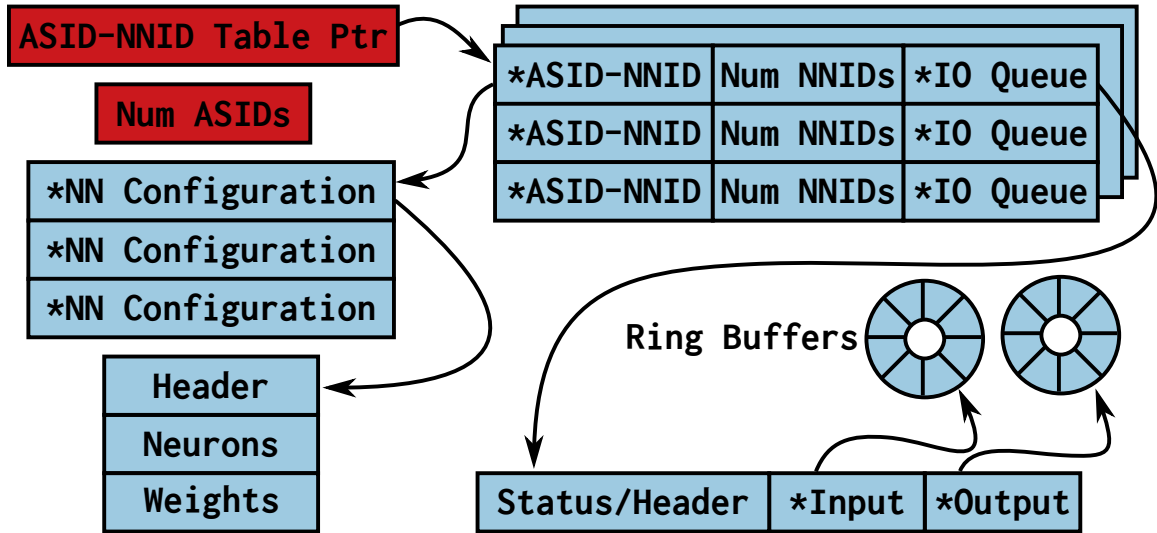 ASID-NNID Table Ptr
Num ASIDs
*ASID-NNID Num NNIDs *IO Queue
*ASID-NNID Num NNIDs *IO Queue
*ASID-NNID Num NNIDs *IO Queue
*NN Configuration
*NN Configuration
*NN Configuration
Ring Buffers
Header
Neurons
Weights
Status/Header *Input *Output